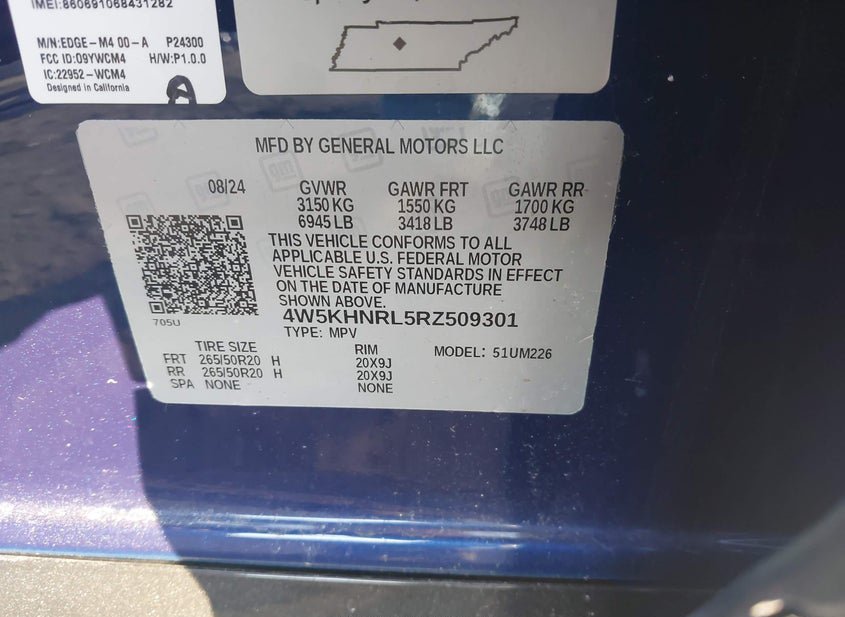 IMEI:860691068431282
M/N:EDGE-M4 00-A P24300
FCC ID:09YWCM4 H/W:P1.0.0
IC:22952-WCM4
Designed in California
MFD BY GENERAL MOTORS LLC
08/24 GVWR GAWR FRT GAWR RR
3150 KG 1550 KG 1700 KG
6945 LB 3418 LB 3748 LB
THIS VEHICLE CONFORMS TO ALL
APPLICABLE U.S. FEDERAL MOTOR
VEHICLE SAFETY STANDARDS IN EFFECT
ON THE DATE OF MANUFACTURE
SHOWN ABOVE.
705U
4W5KHNRL5RZ509301
TYPE: MPV
TIRE SIZE RIM MODEL: 51UM226
FRT 265/50R20 H 20X9J
RR 265/50R20 H 20X9J
SPA NONE NONE